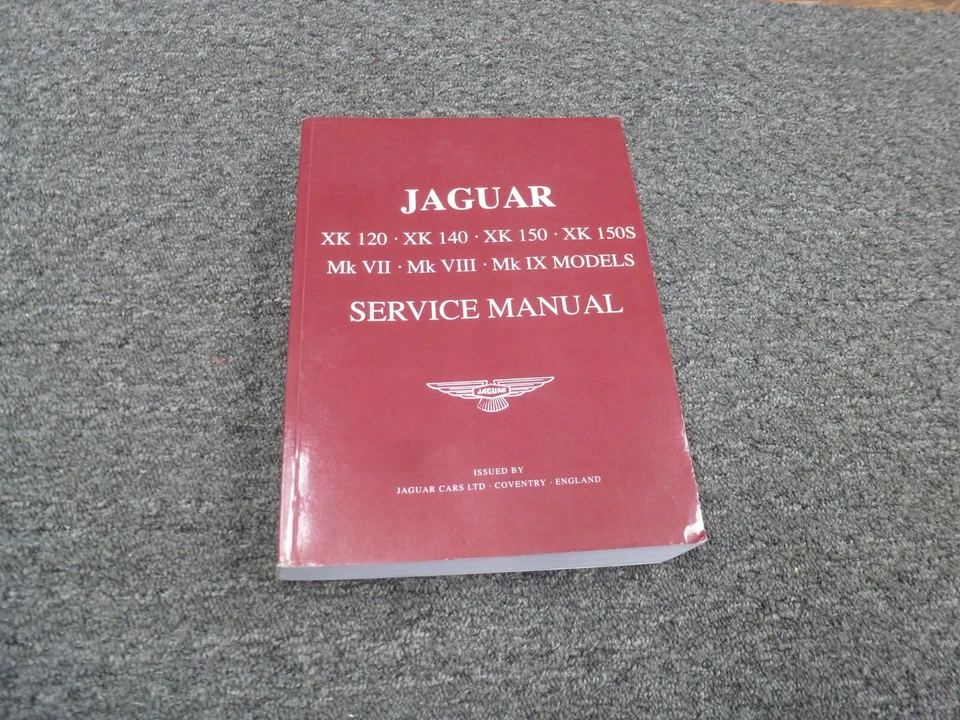 JAGUAR
XK 120 · XK 140 · XK 150 · XK 150S
Mk VII · Mk VIII · Mk IX MODELS
SERVICE MANUAL
JAGUAR
ISSUED BY
JAGUAR CARS LTD · COVENTRY · ENGLAND